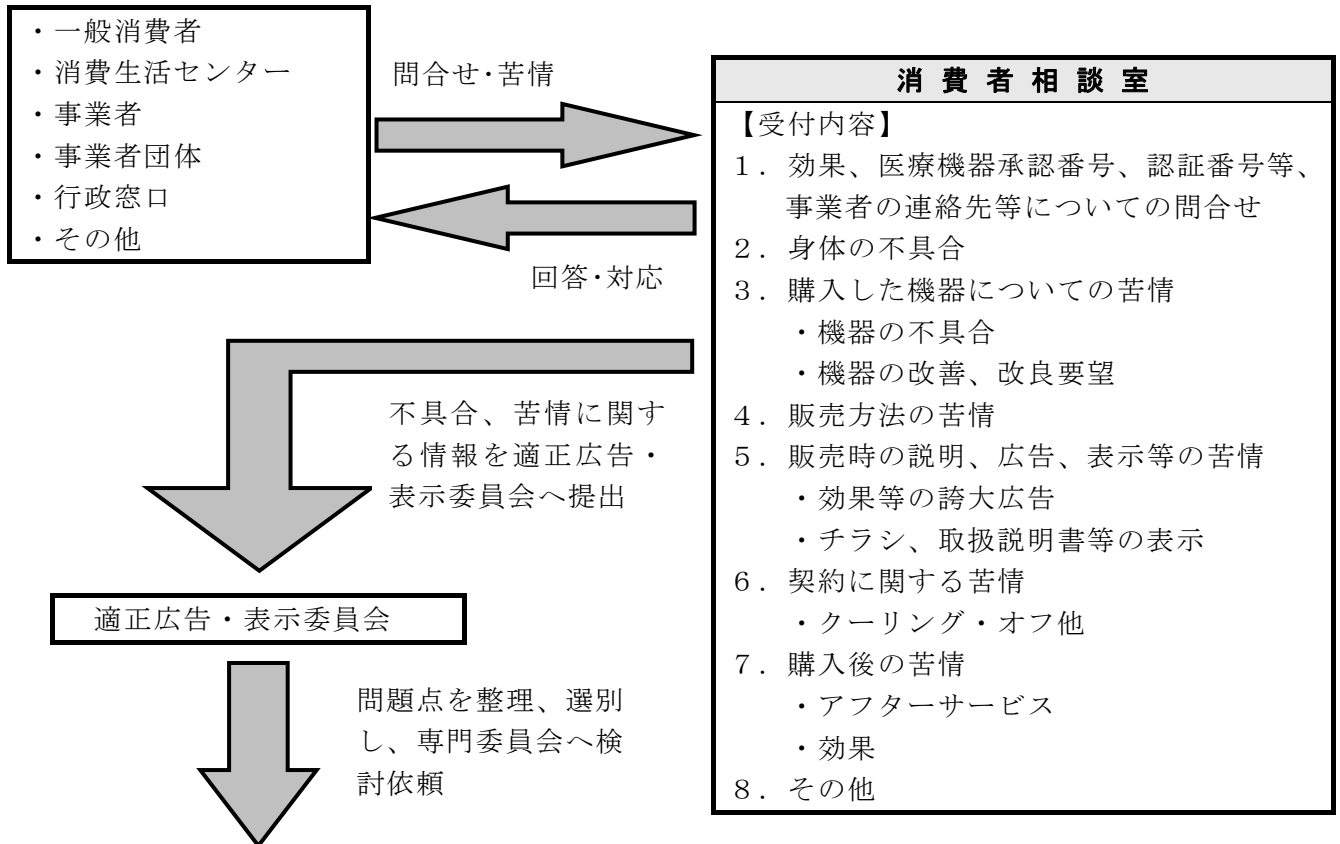 ・一般消費者
・消費生活センター
・事業者
・事業者団体
・行政窓口
・その他
問合せ・苦情
回答・対応
消費者相談室
【受付内容】
１．効果、医療機器承認番号、認証番号等、
事業者の連絡先等についての問合せ
２．身体の不具合
３．購入した機器についての苦情
・機器の不具合
・機器の改善、改良要望
４．販売方法の苦情
５．販売時の説明、広告、表示等の苦情
・効果等の誇大広告
・チラシ、取扱説明書等の表示
６．契約に関する苦情
・クーリング・オフ他
７．購入後の苦情
・アフターサービス
・効果
８．その他
不具合、苦情に関す
る情報を適正広告・
表示委員会へ提出
適正広告・表示委員会
問題点を整理、選別
し、専門委員会へ検
討依頼